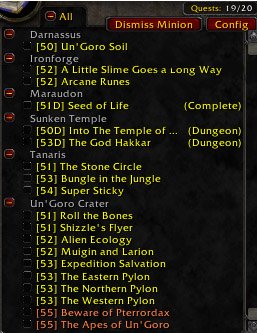 Quests: 19/20
All
Dismiss Minion Config
Darnassus
[50] Un'Goro Soil
Ironforge
[52] A Little Slime Goes a Long Way
[52] Arcane Runes
Maraudon
[51D] Seed of Life (Complete)
Sunken Temple
[50D] Into The Temple of ... (Dungeon)
[53D] The God Hakkar (Dungeon)
Tanaris
[51] The Stone Circle
[53] Bungle in the Jungle
[54] Super Sticky
Un'Goro Crater
[51] Roll the Bones
[51] Shizzle's Flyer
[52] Alien Ecology
[52] Muigin and Larion
[53] Expedition Salvation
[53] The Eastern Pylon
[53] The Northern Pylon
[53] The Western Pylon
[55] Beware of Pterrordax
[55] The Apes of Un'Goro